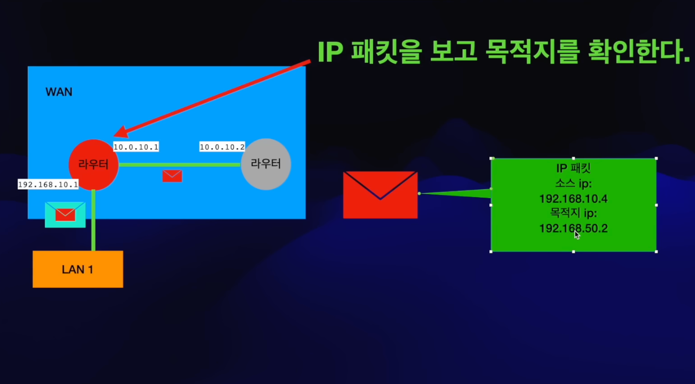 IP 패킷을 보고 목적지를 확인한다.
WAN
10.0.10.1
10.0.10.2
라우터
라우터
192.168.10.1
LAN 1
IP 패킷
소스 ip:
192.168.10.4
목적지 ip:
192.168.50.2